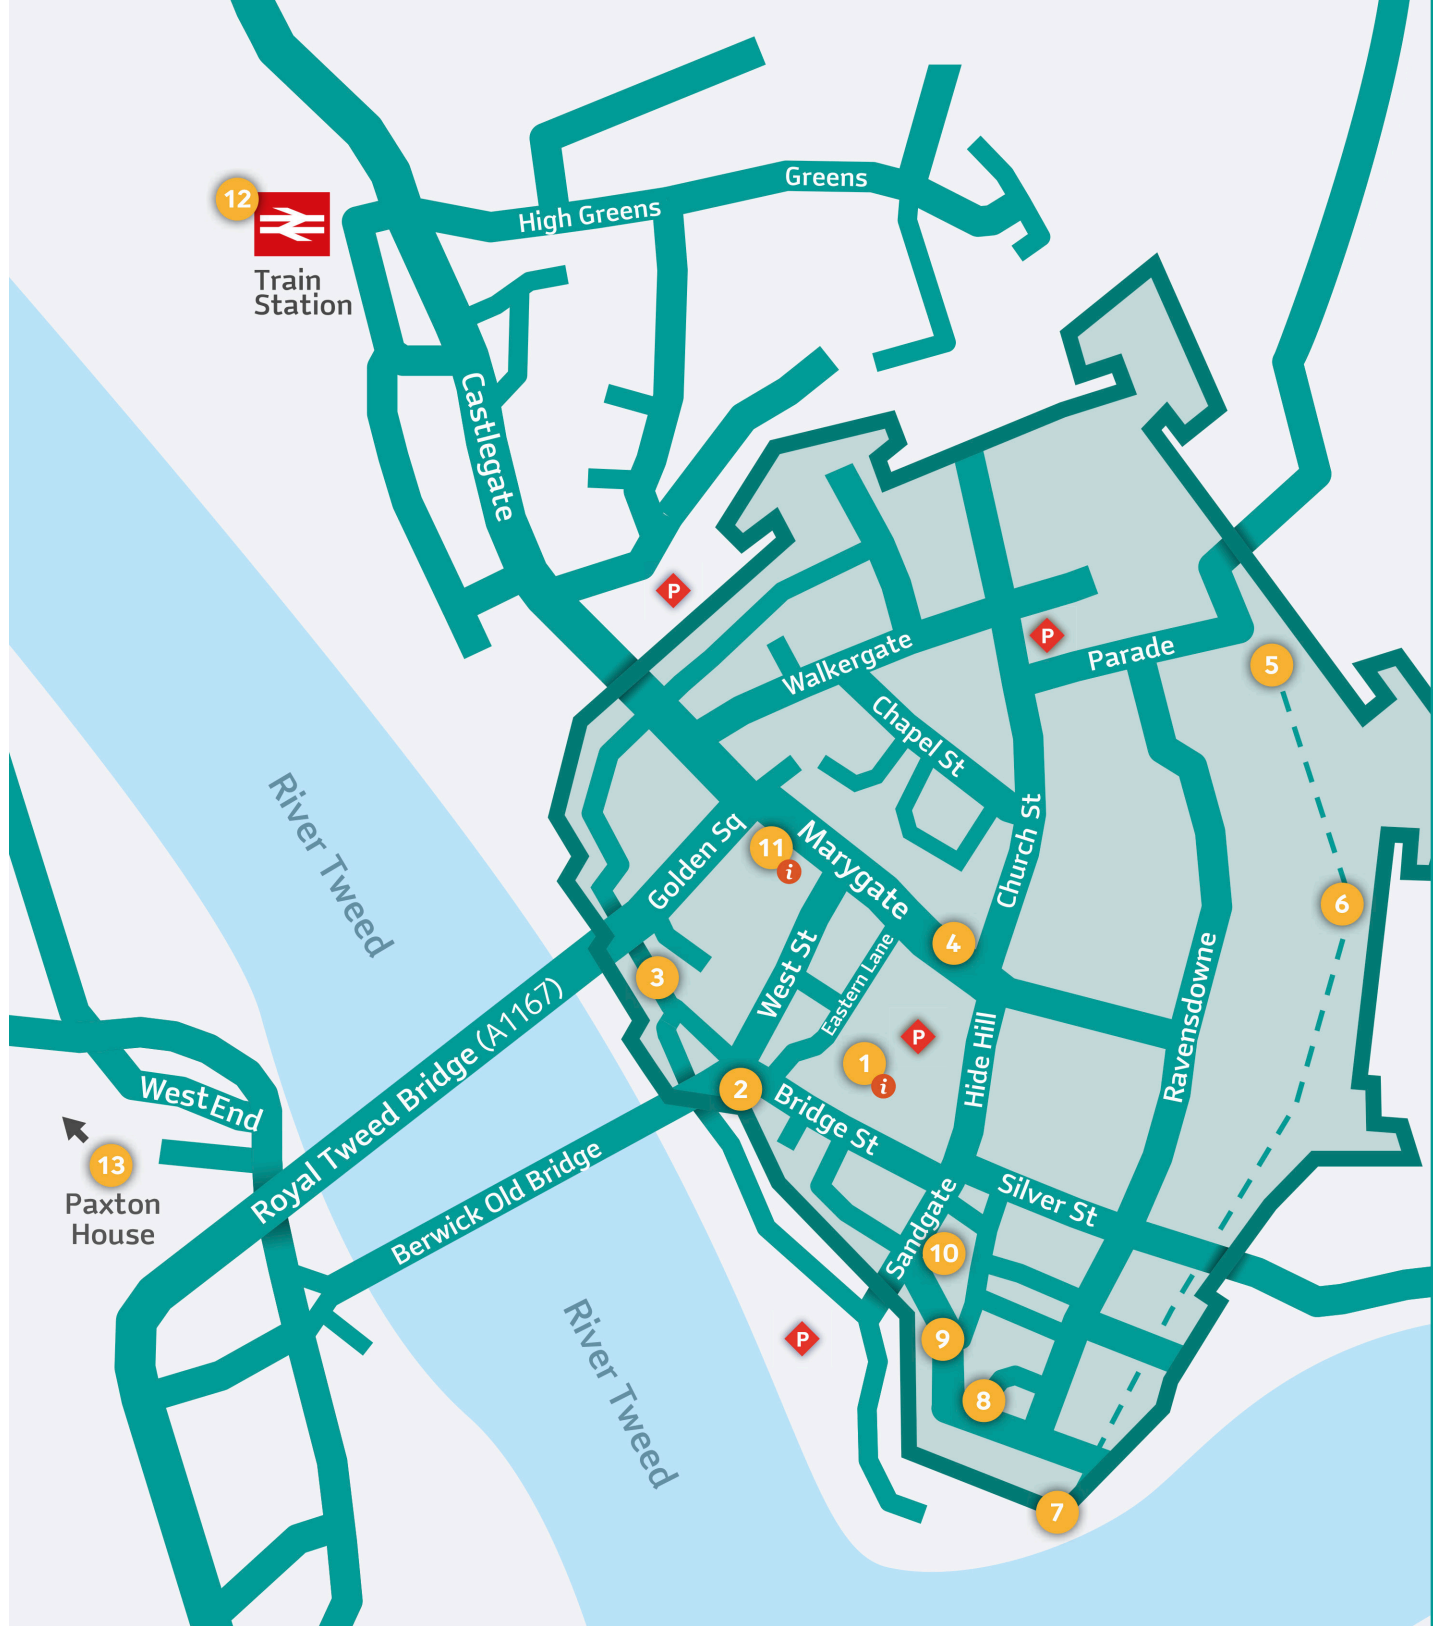 Greens
High Greens
12
Train
Station
Castlegate
P
P
Walkergate
Parade
5
Chapel St
River Tweed
Golden Sq
11
i
Marygate
Church St
6
4
3
West St
Eastern Lane
Ravensdowne
Royal Tweed Bridge (A1167)
P
1
i
Hide Hill
2
West End
Bridge St
13
Paxton
House
Berwick Old Bridge
Silver St
Sandgate
10
River Tweed
P
9
8
7